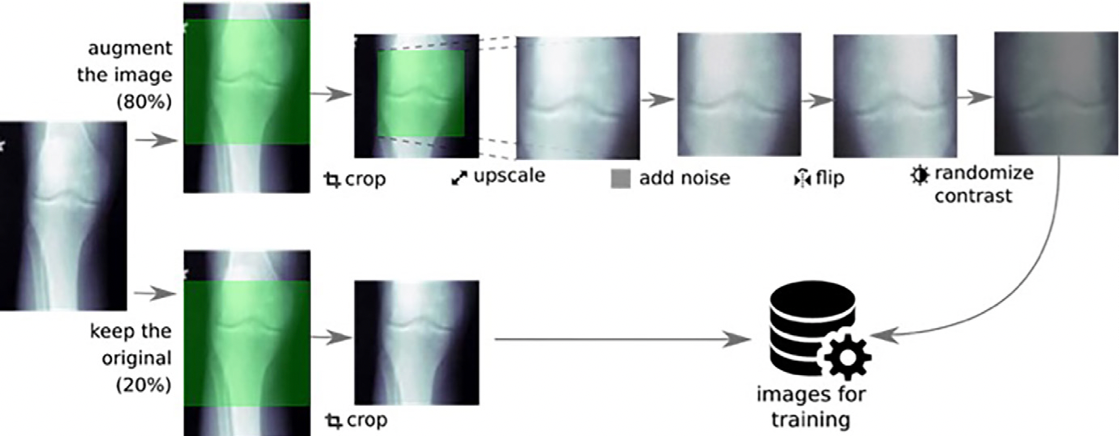 augment
the image
(80%)
crop
upscale
add noise
flip
randomize
contrast
keep the
original
(20%)
crop
images for
training